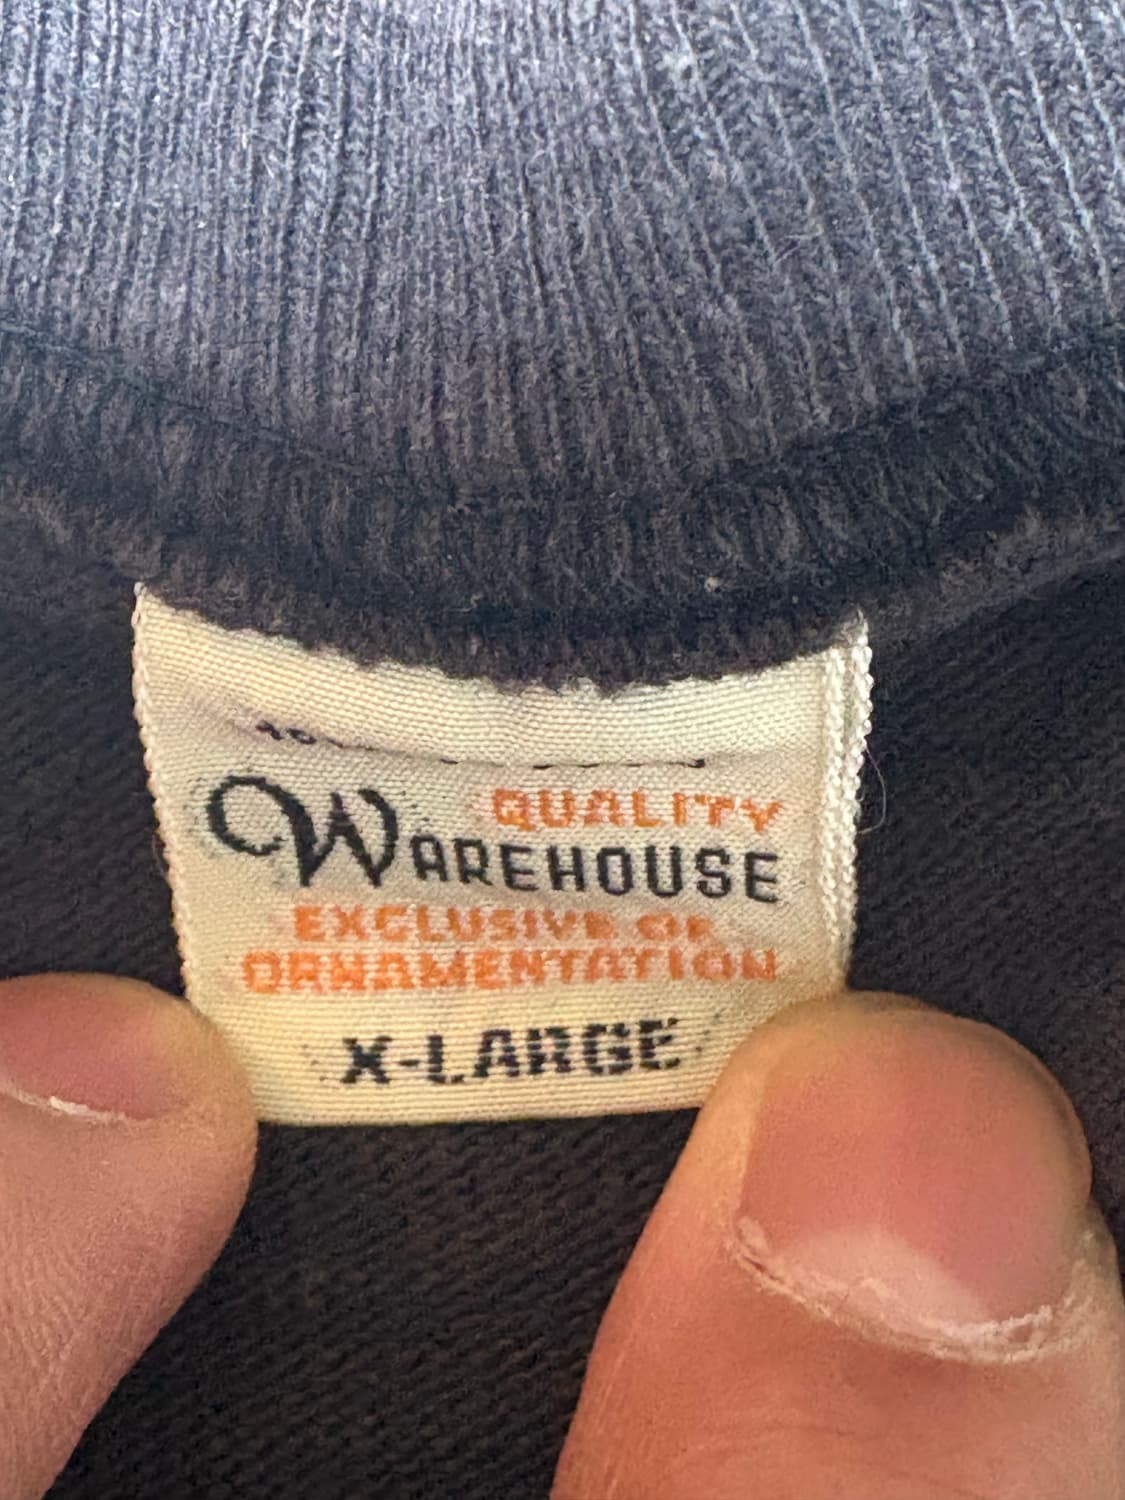 QUALITY
WAREHOUSE
EXCLUSIVE OF
ORNAMENTATION
X-LARGE